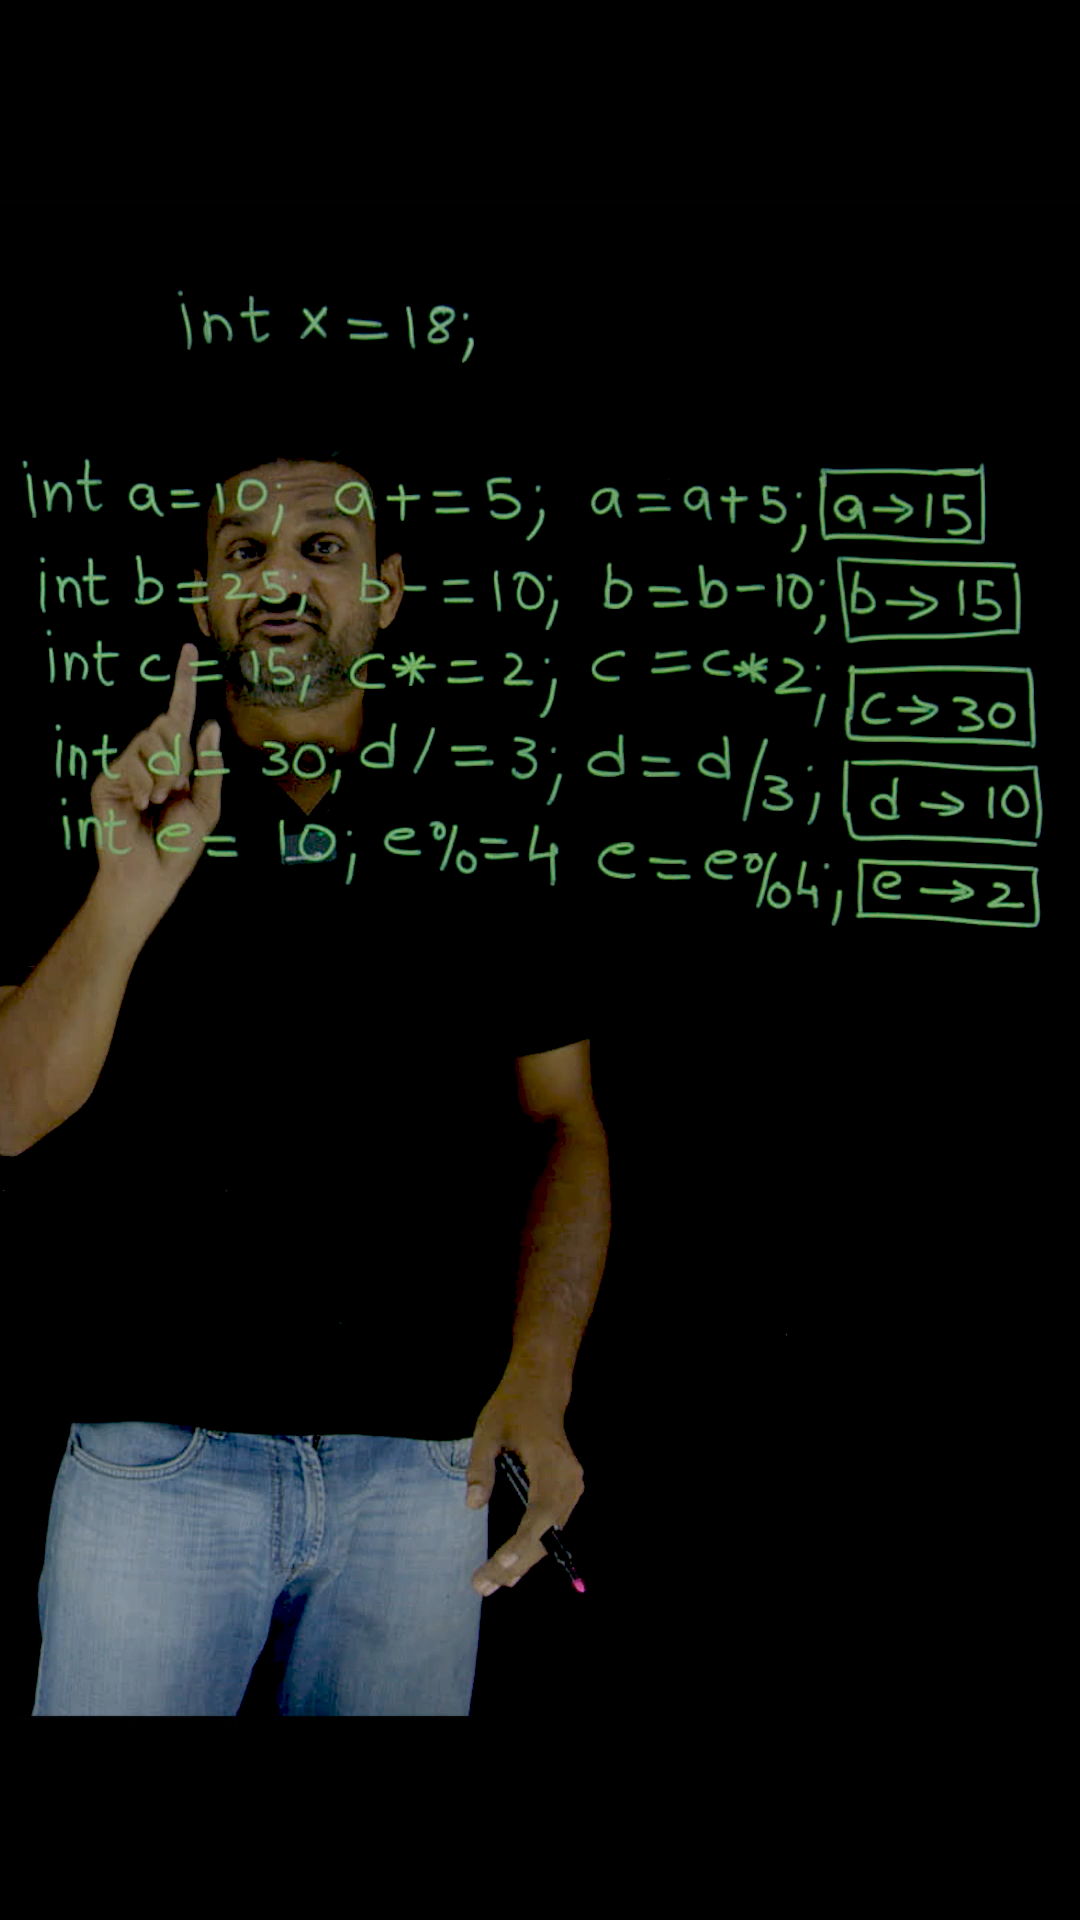 int x = 18;
int a=10; a+=5; a=a+5; a→15
int b=25; b-=10; b=b-10; b→15
int c=15; c*=2; c=c*2; c→30
int d= 30; d/=3; d=d/3; d→10
int e= 10; e%=4 e=e%4; e→2